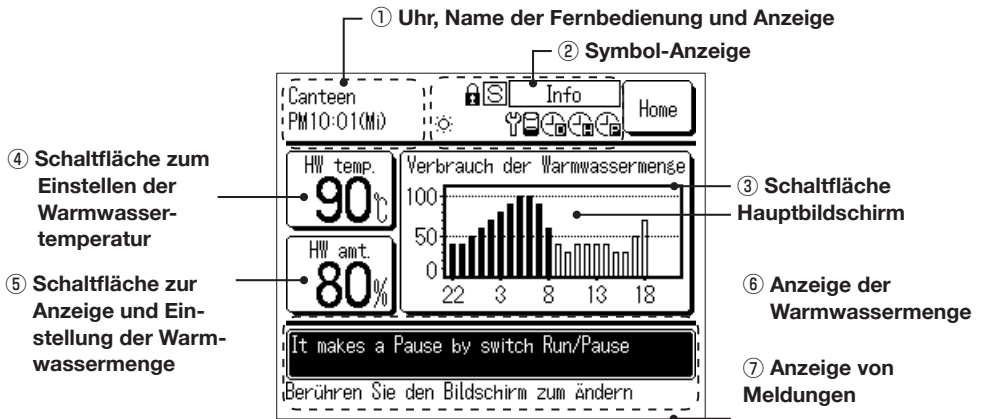 ① Uhr, Name der Fernbedienung und Anzeige
② Symbol-Anzeige
Canteen
PM10:01(Mi)
S
Info
Home
④ Schaltfläche zum
Einstellen der
Warmwasser-
temperatur
HW temp.
90℃
Verbrauch der Warmwassermenge
100
50
0
22 3 8 13 18
③ Schaltfläche
Hauptbildschirm
⑤ Schaltfläche zur
Anzeige und Ein-
stellung der Warm-
wassermenge
HW amt.
80%
⑥ Anzeige der
Warmwassermenge
It makes a Pause by switch Run/Pause
Berühren Sie den Bildschirm zum ändern
⑦ Anzeige von
Meldungen